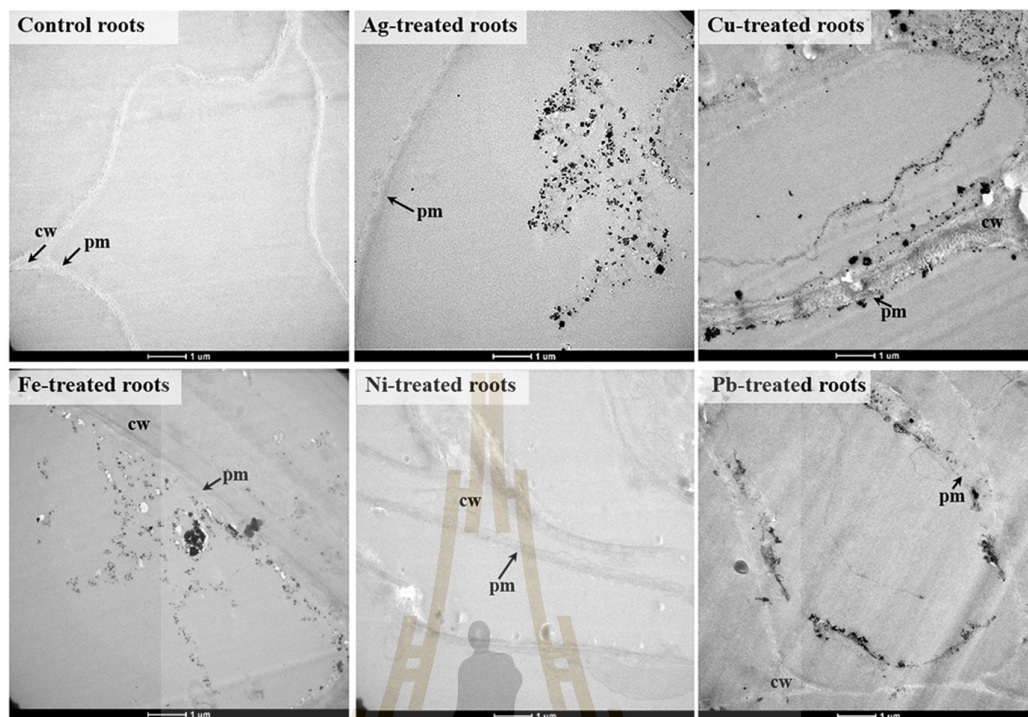 Control roots
cw
pm
1 um
Ag-treated roots
pm
1 um
Cu-treated roots
cw
pm
1 um
Fe-treated roots
cw
pm
1 um
Ni-treated roots
cw
pm
1 um
Pb-treated roots
pm
cw
1 um